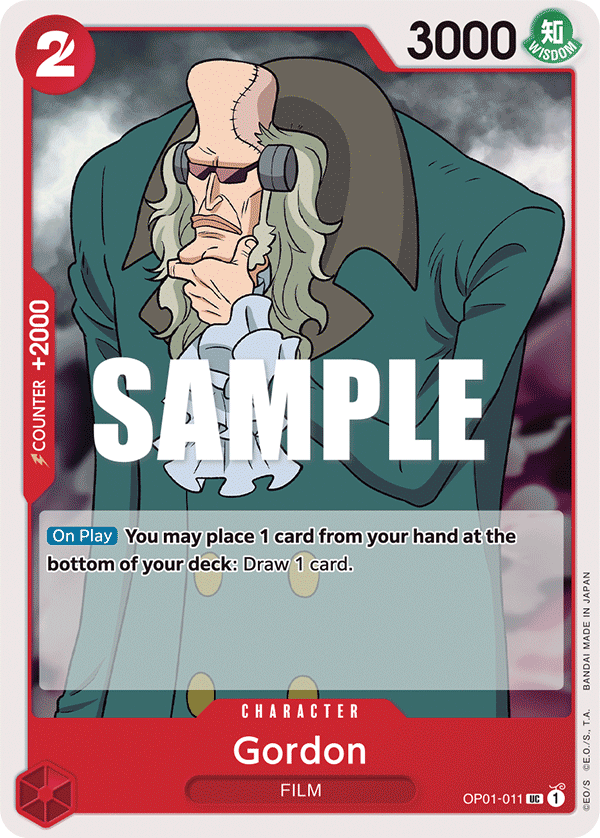 2
3000
知
WISDOM
COUNTER +2000
SAMPLE
On Play You may place 1 card from your hand at the
bottom of your deck: Draw 1 card.
CHARACTER
Gordon
FILM
OP01-011 UC 1
©E.O/S ©E.O./S., T.A. BANDAI MADE IN JAPAN